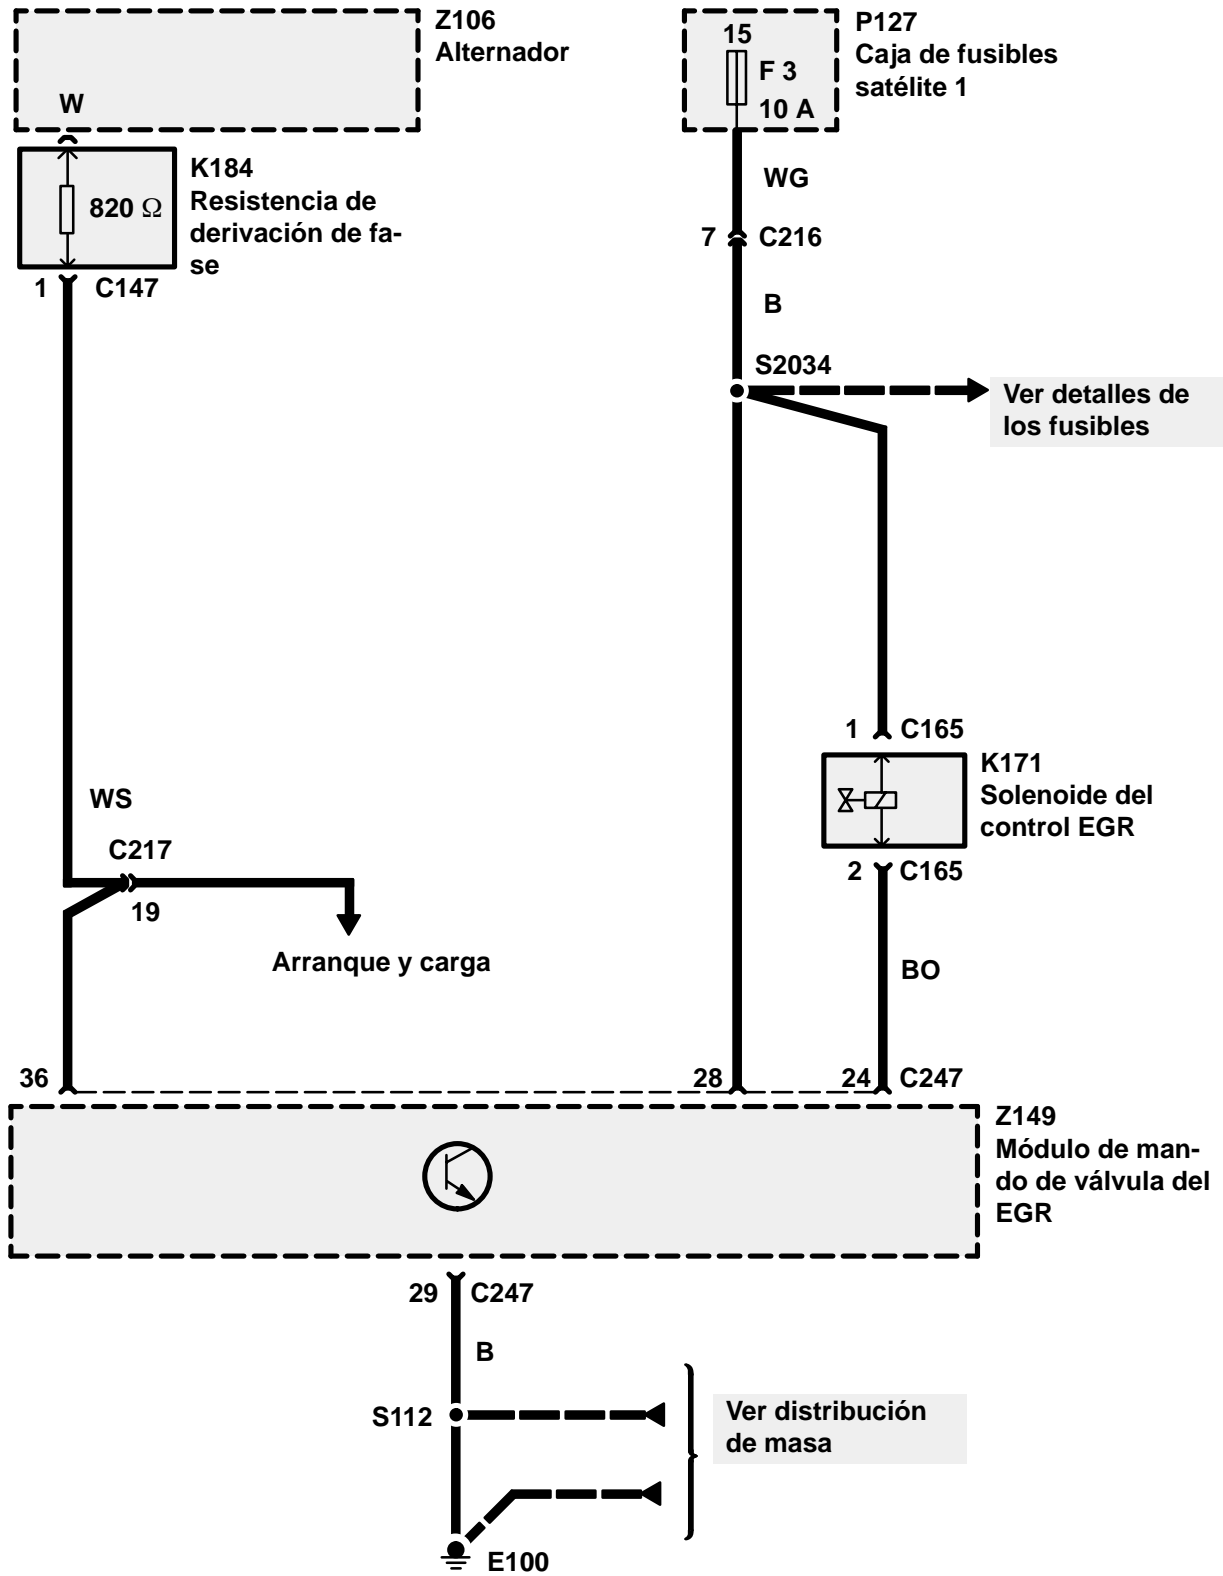 Z106
Alternador
W
15
F 3
10 A
P127
Caja de fusibles
satélite 1
820 Ω
K184
Resistencia de
derivación de fa-
se
1 C147
WG
7 C216
B
S2034
Ver detalles de
los fusibles
1 C165
K171
Solenoide del
control EGR
2 C165
WS
C217
19
Arranque y carga
BO
36
28
24 C247
Z149
Módulo de man-
do de válvula del
EGR
29 C247
B
S112
Ver distribución
de masa
E100